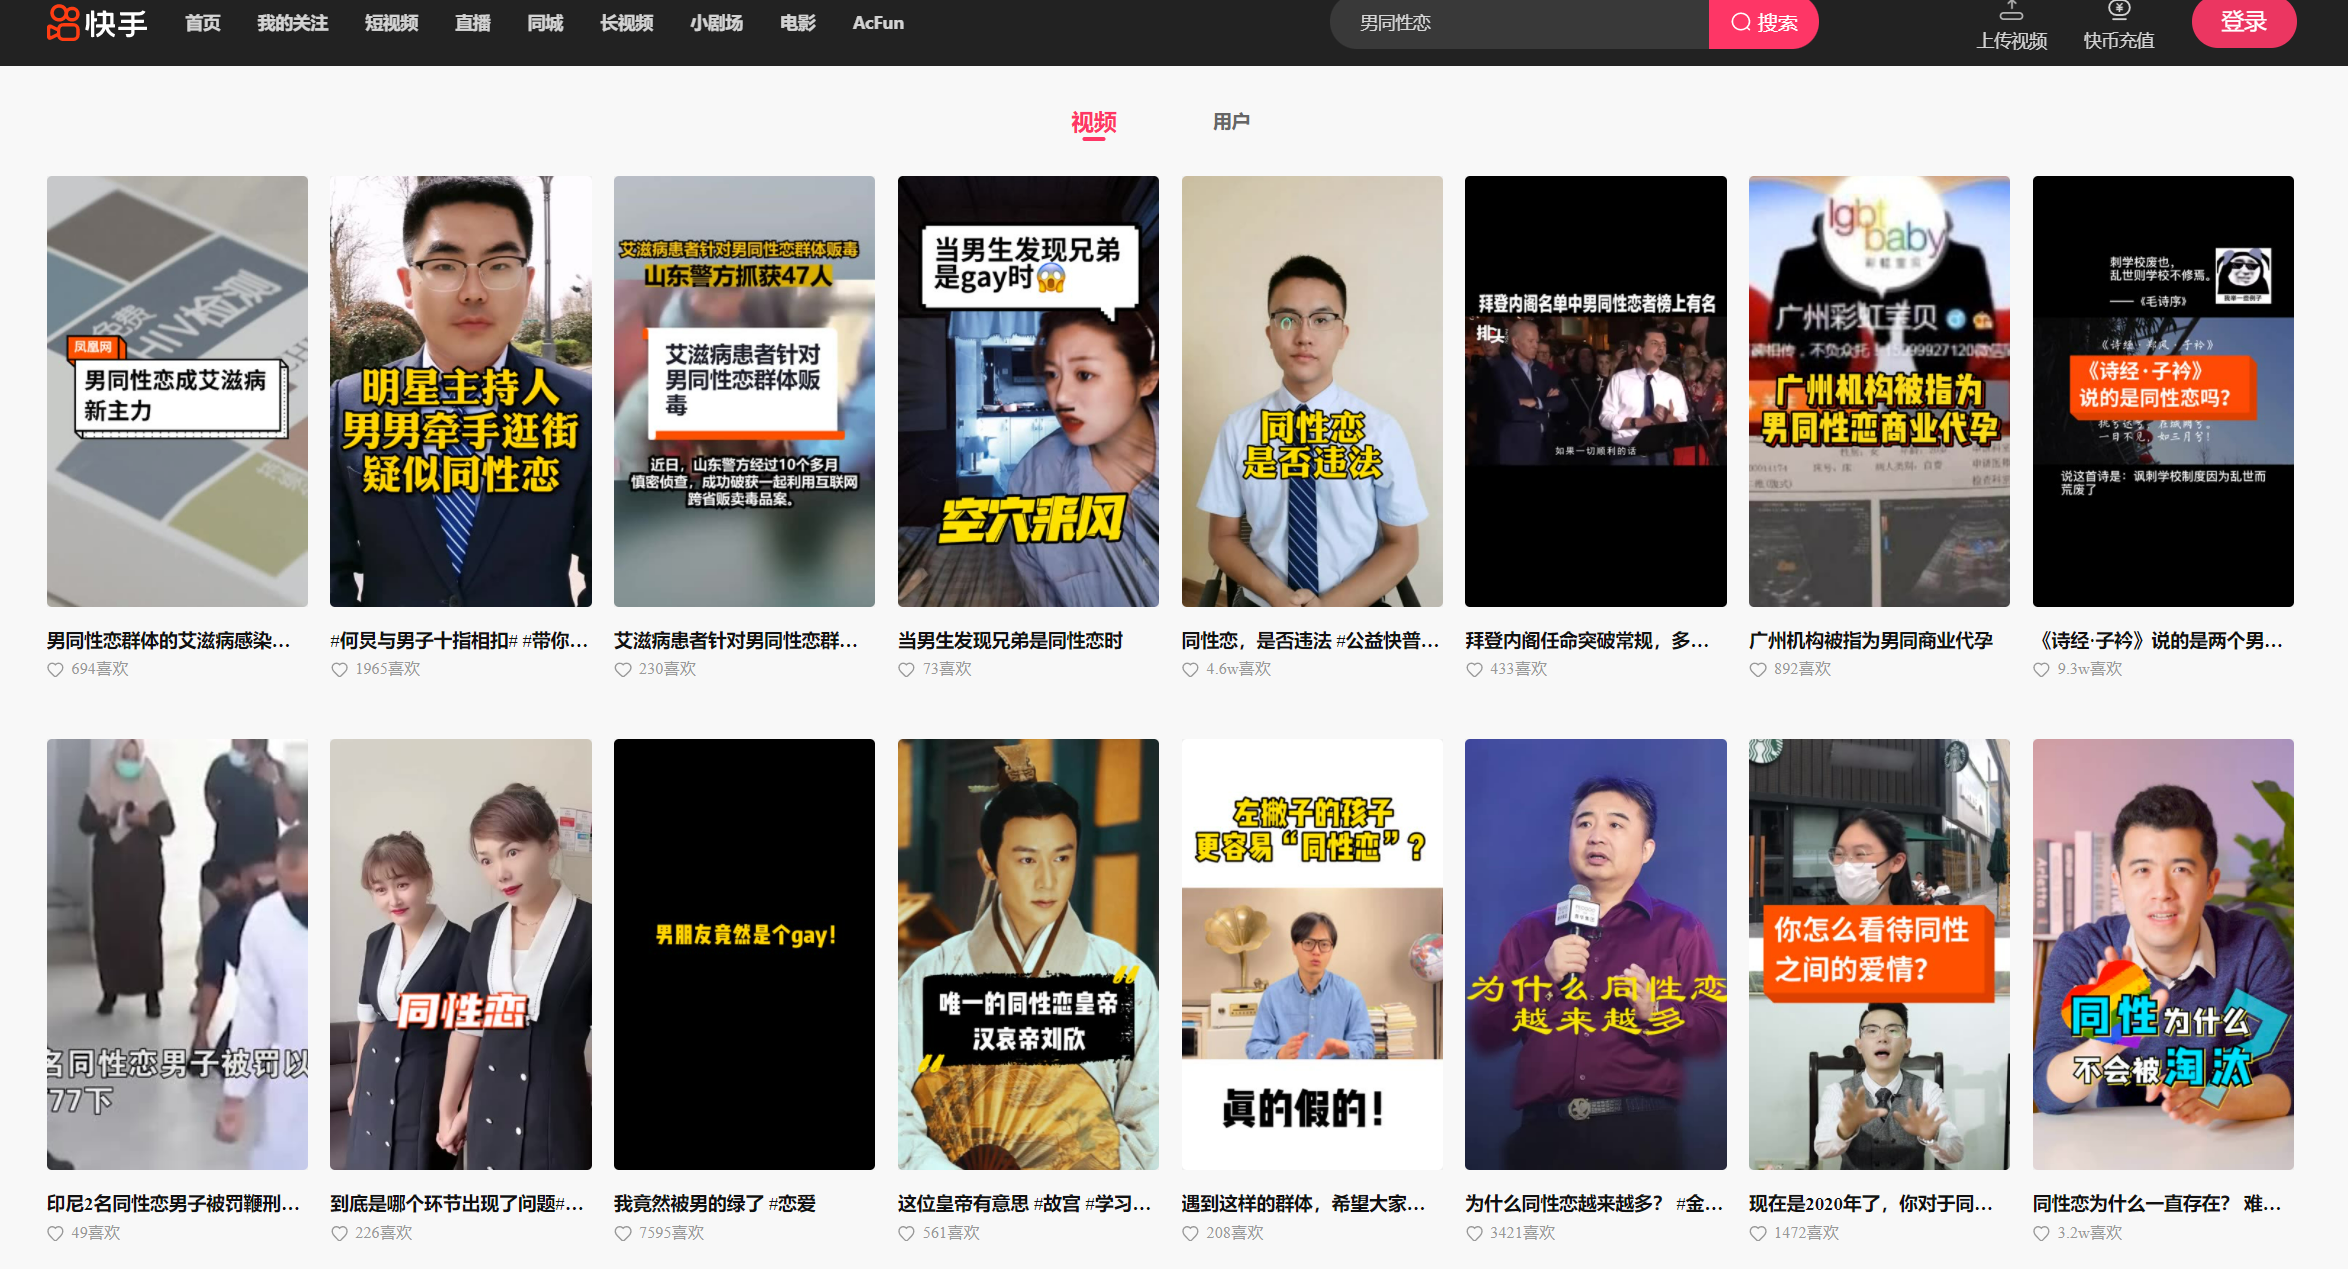 快手
首页 我的关注 短视频 直播 同城 长视频 小剧场 电影 AcFun
男同性恋
搜索
上传视频
快币充值
登录
视频 用户
免费
HIV检测
凤凰网
男同性恋成艾滋病
新主力
明星主持人
男男牵手逛街
疑似同性恋
艾滋病患者针对男同性恋群体贩毒
山东警方抓获47人
艾滋病患者针对
男同性恋群体贩
毒
近日，山东警方经过10个多月
慎密侦查，成功破获一起利用互联网
跨省贩卖毒品案。
当男生发现兄弟
是gay时😱
空穴来风
同性恋
是否违法
拜登内阁名单中男同性恋者榜上有名
如果一切顺利的话
lgbt
baby
彩虹宝贝
广州彩虹宝贝
广州机构被指为
男同性恋商业代孕
刺学校废也，
乱世则学校不修焉。
——《毛诗序》
我举一些例子
《诗经·郑风·子衿》
《诗经·子衿》
说的是同性恋吗？
一日不见，如三月兮！
说这首诗是：讽刺学校制度因为乱世而
荒废了
男同性恋群体的艾滋病感染...
694喜欢
#何炅与男子十指相扣# #带你...
1965喜欢
艾滋病患者针对男同性恋群...
230喜欢
当男生发现兄弟是同性恋时
73喜欢
同性恋，是否违法 #公益快普...
4.6w喜欢
拜登内阁任命突破常规，多...
433喜欢
广州机构被指为男同商业代孕
892喜欢
《诗经·子衿》说的是两个男...
9.3w喜欢
名同性恋男子被罚以
77下
同性恋
男朋友竟然是个gay！
唯一的同性恋皇帝
汉哀帝刘欣
左撇子的孩子
更容易“同性恋”？
真的假的！
为什么同性恋
越来越多
你怎么看待同性
之间的爱情？
同性为什么
不会被淘汰
印尼2名同性恋男子被罚鞭刑...
49喜欢
到底是哪个环节出现了问题#...
226喜欢
我竟然被男的绿了 #恋爱
7595喜欢
这位皇帝有意思 #故宫 #学习...
561喜欢
遇到这样的群体，希望大家...
208喜欢
为什么同性恋越来越多？ #金...
3421喜欢
现在是2020年了，你对于同...
1472喜欢
同性恋为什么一直存在？ 难...
3.2w喜欢